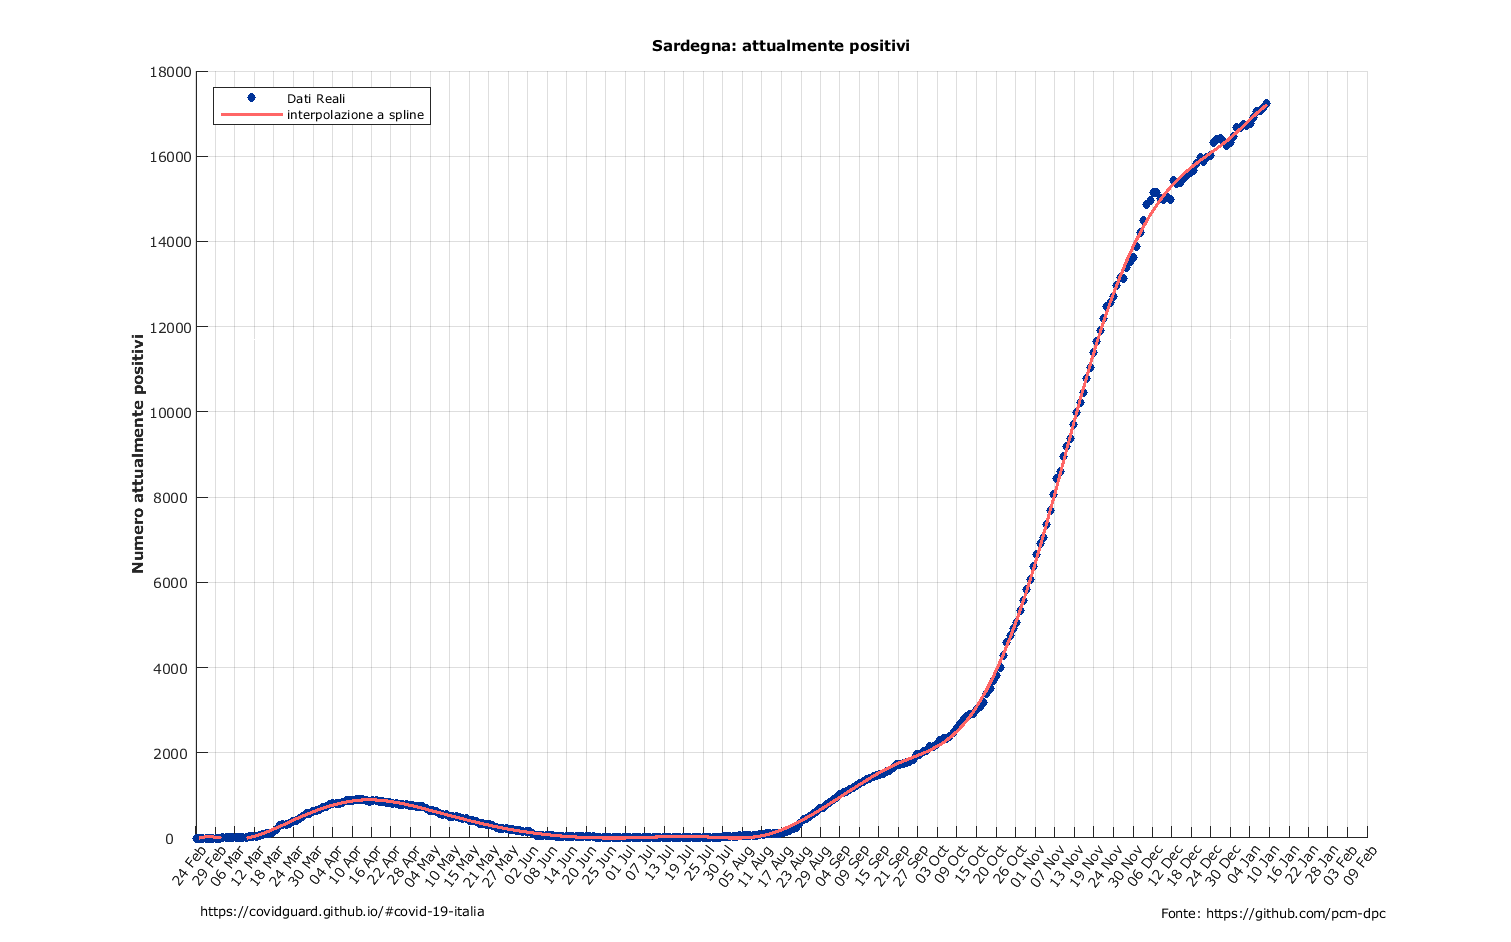 Sardegna: attualmente positivi
Dati Reali
interpolazione a spline
Numero attualmente positivi
18000
16000
14000
12000
10000
8000
6000
4000
2000
0
24 Feb
29 Feb
06 Mar
12 Mar
18 Mar
24 Mar
30 Mar
04 Apr
10 Apr
16 Apr
22 Apr
28 Apr
04 May
10 May
15 May
21 May
27 May
02 Jun
08 Jun
14 Jun
20 Jun
25 Jun
01 Jul
07 Jul
13 Jul
19 Jul
25 Jul
30 Jul
05 Aug
11 Aug
17 Aug
23 Aug
29 Aug
04 Sep
09 Sep
15 Sep
21 Sep
27 Sep
03 Oct
09 Oct
15 Oct
20 Oct
26 Oct
01 Nov
07 Nov
13 Nov
19 Nov
24 Nov
30 Nov
06 Dec
12 Dec
18 Dec
24 Dec
30 Dec
04 Jan
10 Jan
16 Jan
22 Jan
28 Jan
03 Feb
09 Feb
https://covidguard.github.io/#covid-19-italia
Fonte: https://github.com/pcm-dpc